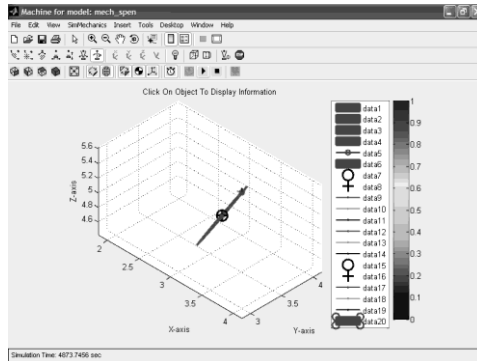 Machine for model: mech_spen
File Edit View SimMechanics Insert Tools Desktop Window Help
Click On Object To Display Information
5.6
5.4
5.2
5
4.8
4.6
Z-axis
2
2.5
3
3.5
4
X-axis
3
4
Y-axis
data1
data2
data3
data4
data5
data6
data7
data8
data9
data10
data11
data12
data13
data14
data15
data16
data17
data18
data19
data20
1
0.9
0.8
0.7
0.6
0.5
0.4
0.3
0.2
0.1
0
Simulation Time: 4673.7456 sec